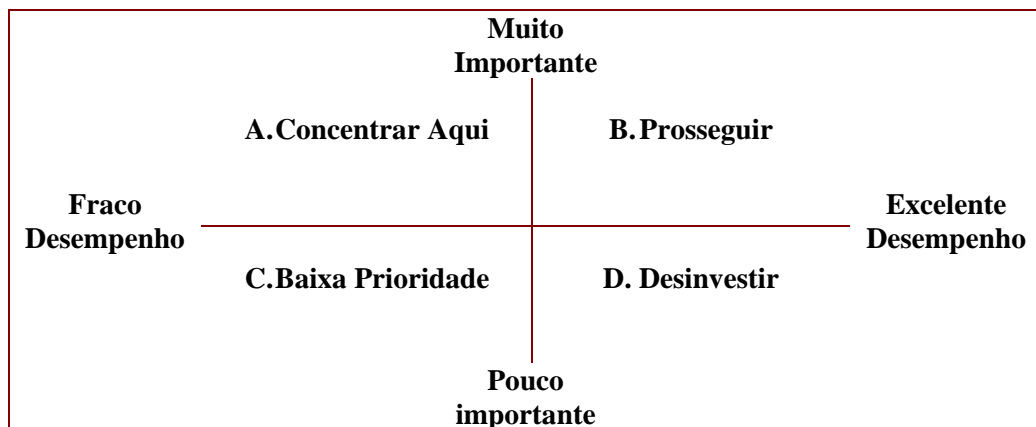 Muito
Importante
A.Concentrar Aqui
B.Prosseguir
Fraco
Desempenho
Excelente
Desempenho
C.Baixa Prioridade
D. Desinvestir
Pouco
importante